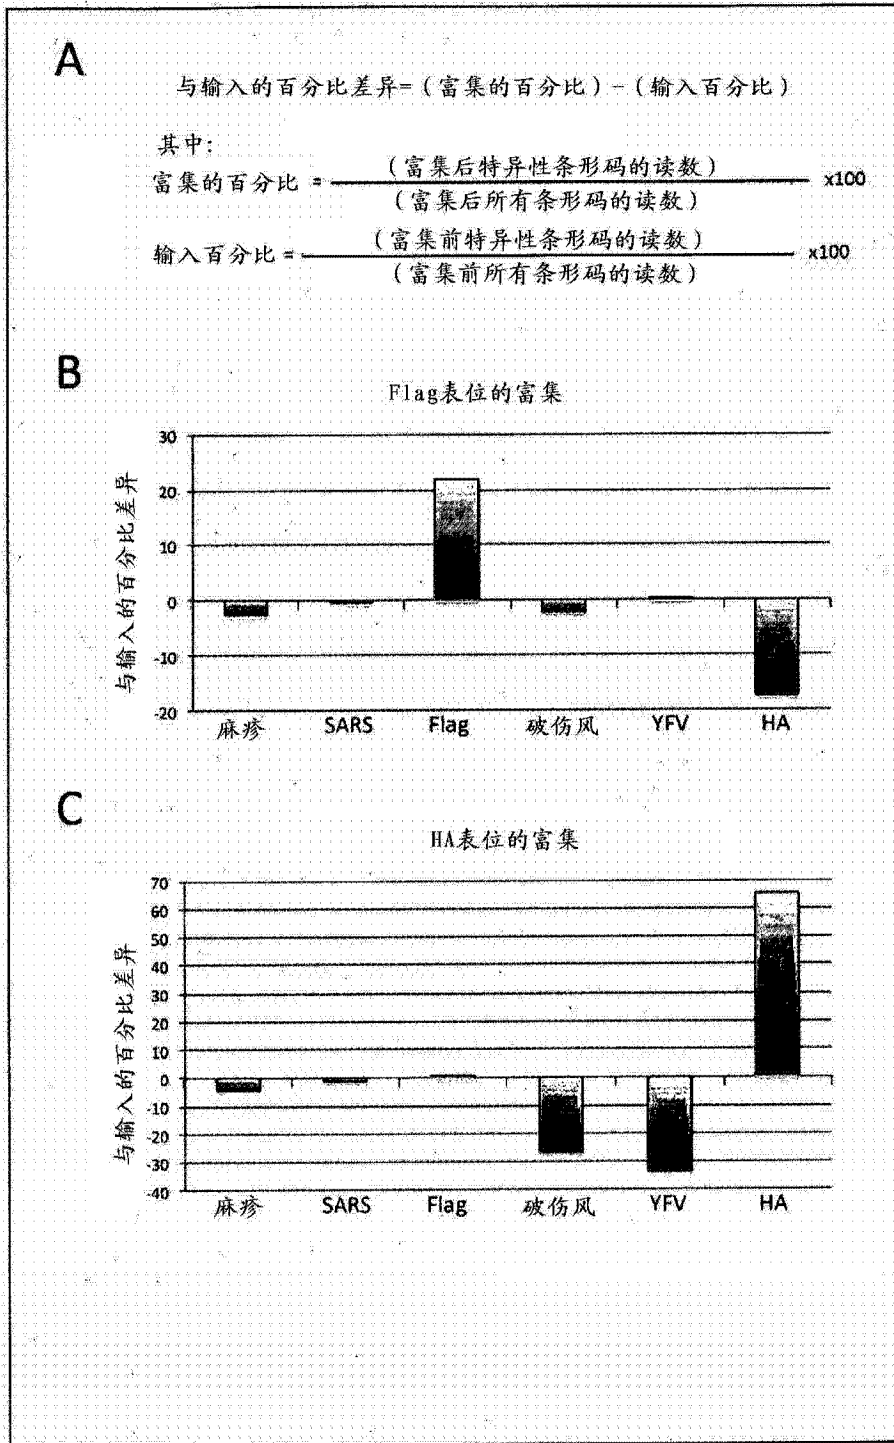 A
与输入的百分比差异=(富集的百分比)-(输入百分比)
其中:
富集的百分比 = (富集后特异性条形码的读数) x100
(富集后所有条形码的读数)
输入百分比 = (富集前特异性条形码的读数) x100
(富集前所有条形码的读数)
B
Flag表位的富集
与输入的百分比差异
30
20
10
0
-10
-20
麻疹 SARS Flag 破伤风 YFV HA
C
HA表位的富集
与输入的百分比差异
70
60
50
40
30
20
10
0
-10
-20
-30
-40
麻疹 SARS Flag 破伤风 YFV HA